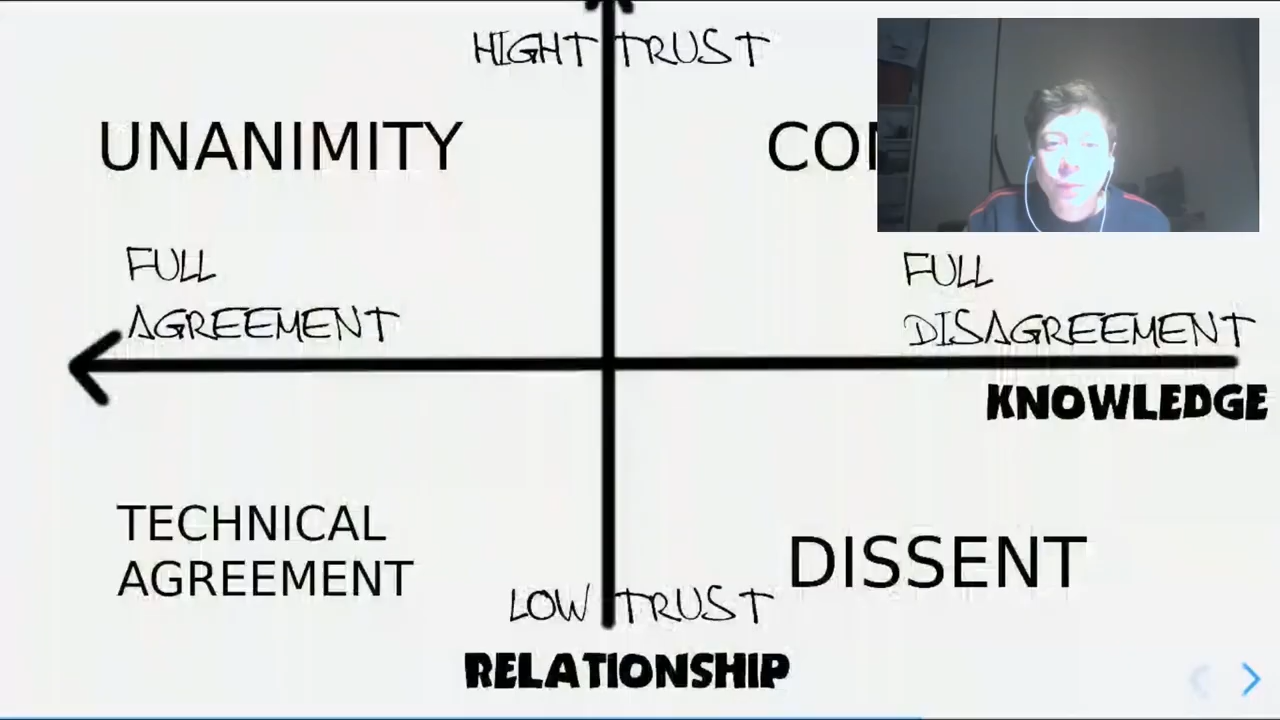 HIGHT TRUST
UNANIMITY
FULL
AGREEMENT
FULL
DISAGREEMENT
KNOWLEDGE
TECHNICAL
AGREEMENT
DISSENT
LOW TRUST
RELATIONSHIP